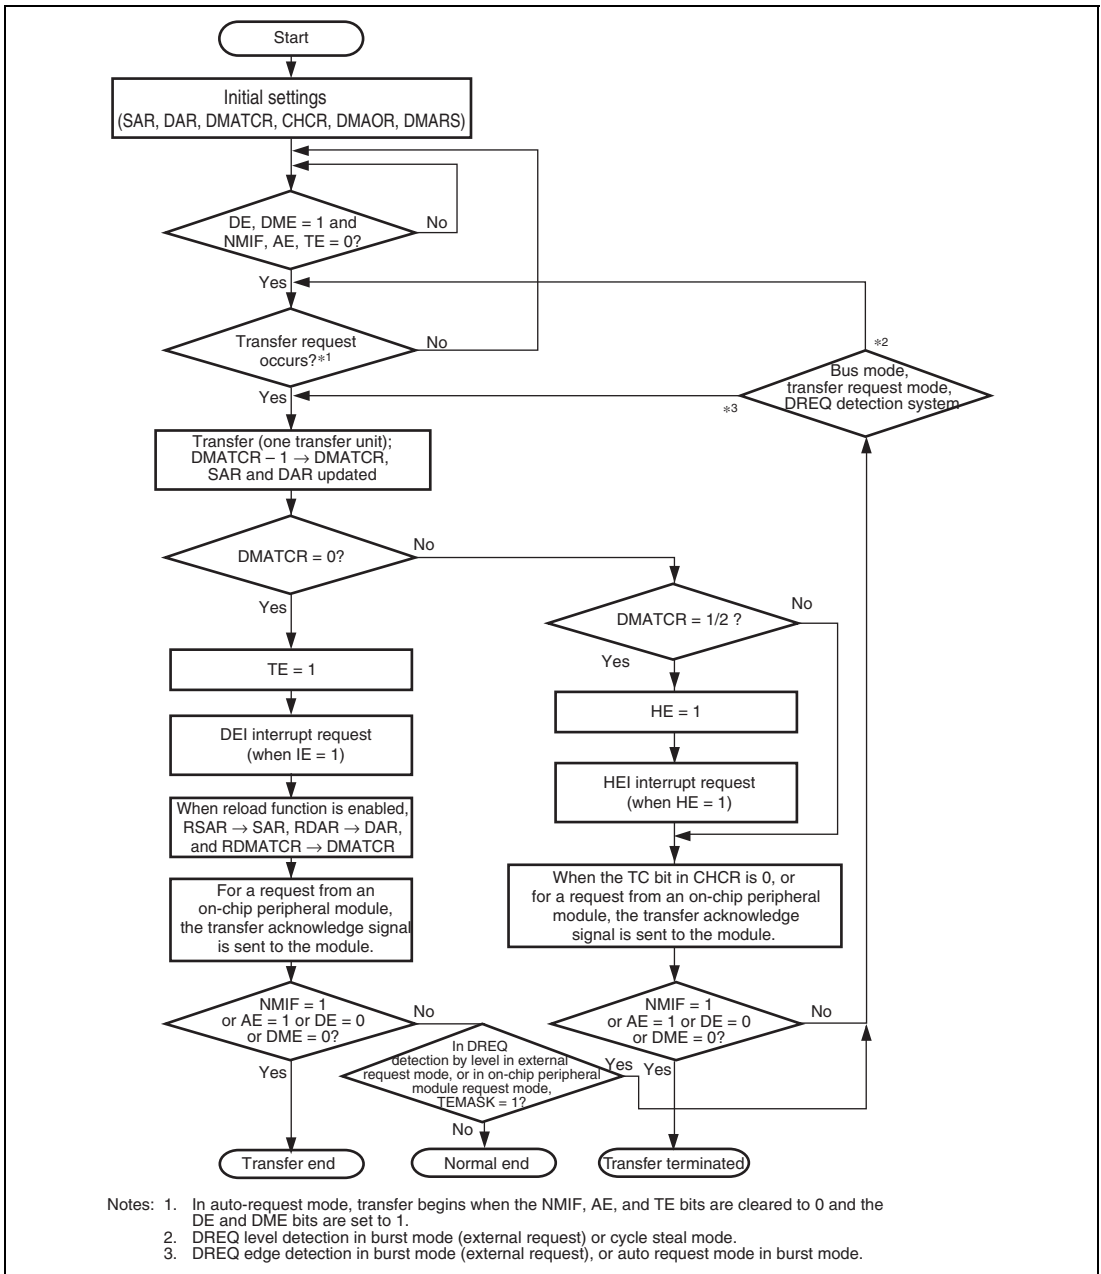 Start
Initial settings
(SAR, DAR, DMATCR, CHCR, DMAOR, DMARS)
DE, DME = 1 and
NMIF, AE, TE = 0?
No
Yes
Transfer request
occurs?*1
No
Yes
*2
Bus mode,
transfer request mode,
DREQ detection system
*3
Transfer (one transfer unit);
DMATCR – 1 → DMATCR,
SAR and DAR updated
DMATCR = 0?
No
Yes
DMATCR = 1/2 ?
No
Yes
TE = 1
HE = 1
DEI interrupt request
(when IE = 1)
HEI interrupt request
(when HE = 1)
When reload function is enabled,
RSAR → SAR, RDAR → DAR,
and RDMATCR → DMATCR
When the TC bit in CHCR is 0, or
for a request from an on-chip peripheral
module, the transfer acknowledge
signal is sent to the module.
For a request from an
on-chip peripheral module,
the transfer acknowledge signal
is sent to the module.
NMIF = 1
or AE = 1 or DE = 0
or DME = 0?
No
Yes
NMIF = 1
or AE = 1 or DE = 0
or DME = 0?
No
Yes
In DREQ
detection by level in external
request mode, or in on-chip peripheral
module request mode,
TEMASK = 1?
Yes
No
Transfer end
Normal end
Transfer terminated
Notes: 1. In auto-request mode, transfer begins when the NMIF, AE, and TE bits are cleared to 0 and the
DE and DME bits are set to 1.
2. DREQ level detection in burst mode (external request) or cycle steal mode.
3. DREQ edge detection in burst mode (external request), or auto request mode in burst mode.